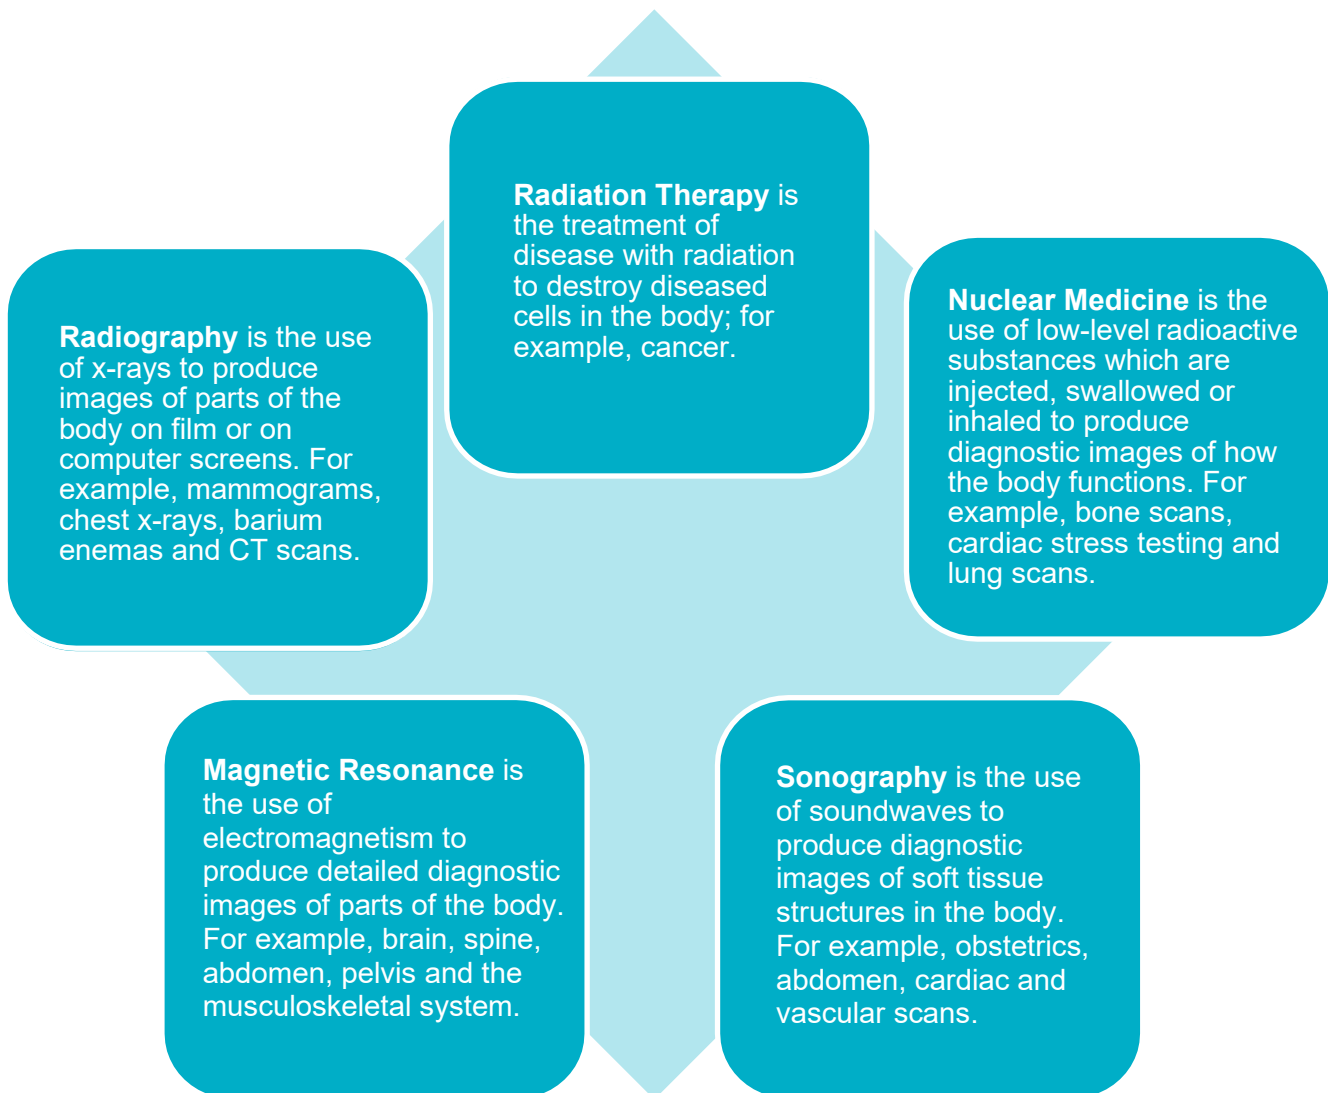 Radiation Therapy is
the treatment of
disease with radiation
to destroy diseased
cells in the body; for
example, cancer.
Radiography is the use
of x-rays to produce
images of parts of the
body on film or on
computer screens. For
example, mammograms,
chest x-rays, barium
enemas and CT scans.
Nuclear Medicine is the
use of low-level radioactive
substances which are
injected, swallowed or
inhaled to produce
diagnostic images of how
the body functions. For
example, bone scans,
cardiac stress testing and
lung scans.
Magnetic Resonance is
the use of
electromagnetism to
produce detailed diagnostic
images of parts of the body.
For example, brain, spine,
abdomen, pelvis and the
musculoskeletal system.
Sonography is the use
of soundwaves to
produce diagnostic
images of soft tissue
structures in the body.
For example, obstetrics,
abdomen, cardiac and
vascular scans.